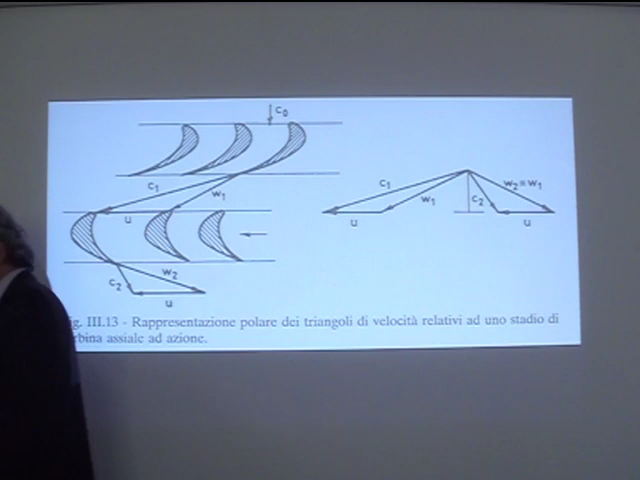 c₀
c₁
w₁
u
w₂
c₂
u
c₁
w₁
u
c₂
w₂≡w₁
u
III.13 - Rappresentazione polare dei triangoli di velocità relativi ad uno stadio di
assiale ad azione.